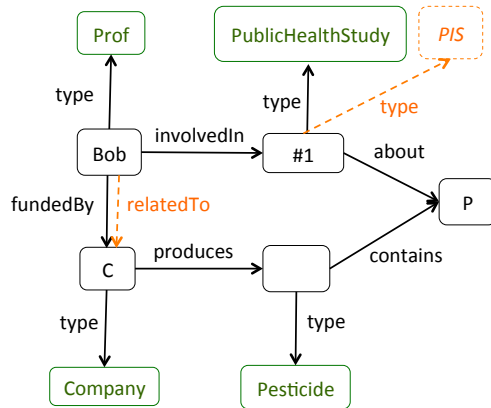 Prof
PublicHealthStudy
PIS
type
type
type
Bob
involvedIn
#1
about
fundedBy
relatedTo
P
C
produces
contains
type
type
Company
Pesticide